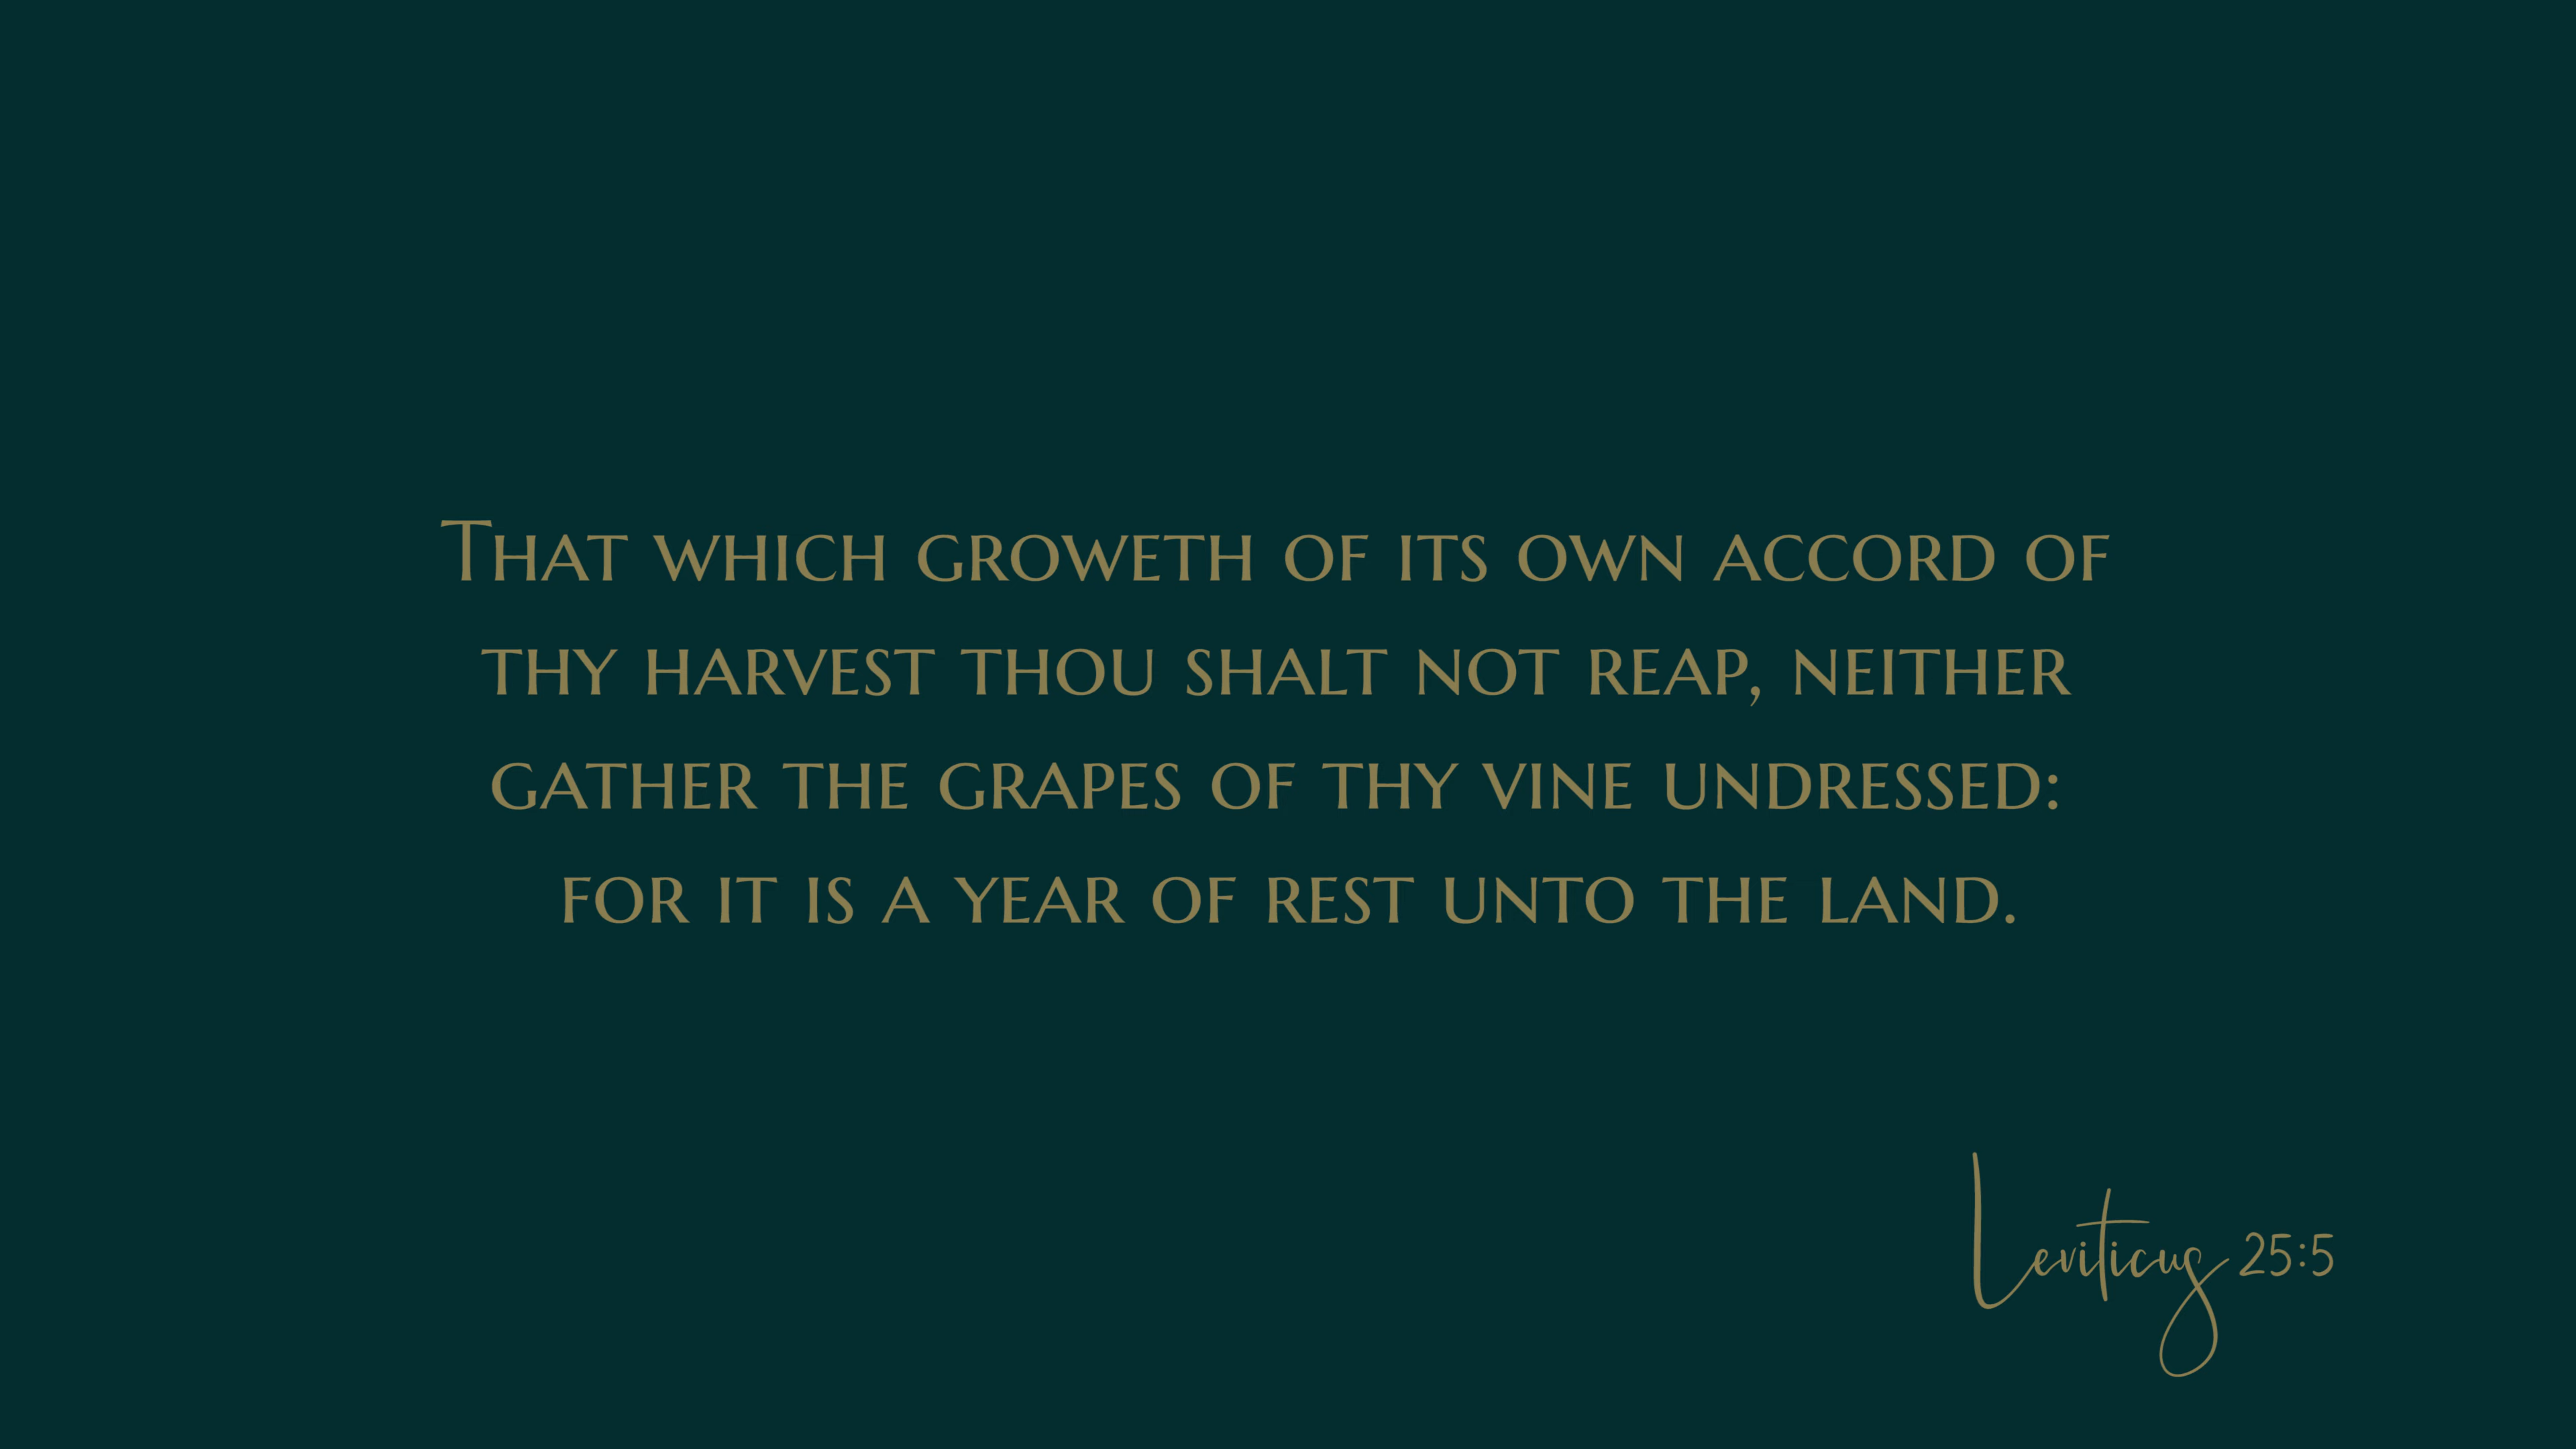 That which groweth of its own accord of
thy harvest thou shalt not reap, neither
gather the grapes of thy vine undressed:
for it is a year of rest unto the land.
Leviticus 25:5